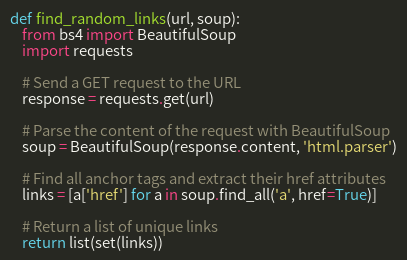 def find_random_links(url, soup):
    from bs4 import BeautifulSoup
    import requests

    # Send a GET request to the URL
    response = requests.get(url)

    # Parse the content of the request with BeautifulSoup
    soup = BeautifulSoup(response.content, 'html.parser')

    # Find all anchor tags and extract their href attributes
    links = [a['href'] for a in soup.find_all('a', href=True)]

    # Return a list of unique links
    return list(set(links))